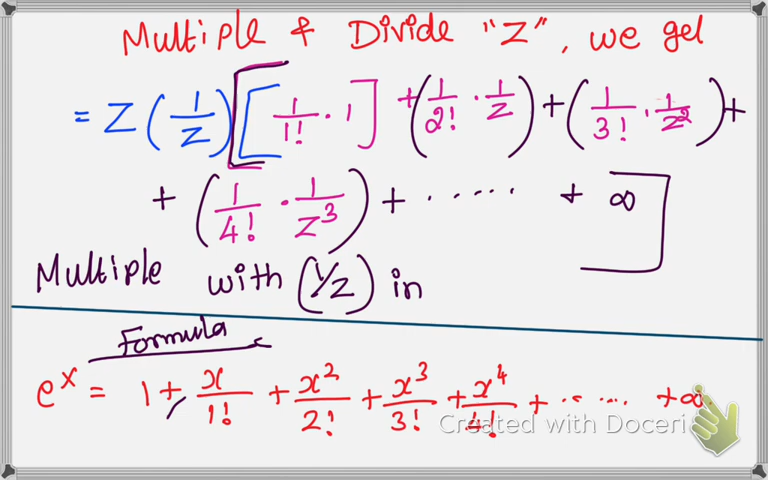 Multiple & Divide "Z", we get
= Z (1/Z) [[1/1! · 1] + (1/2! · 1/Z) + (1/3! · 1/Z²) +
+ (1/4! · 1/Z³) + ······ + ∞]
Multiple with (1/Z) in
Formula
eˣ = 1 + x/1! + x²/2! + x³/3! + x⁴/4! + ······ + ∞
Created with Doceri